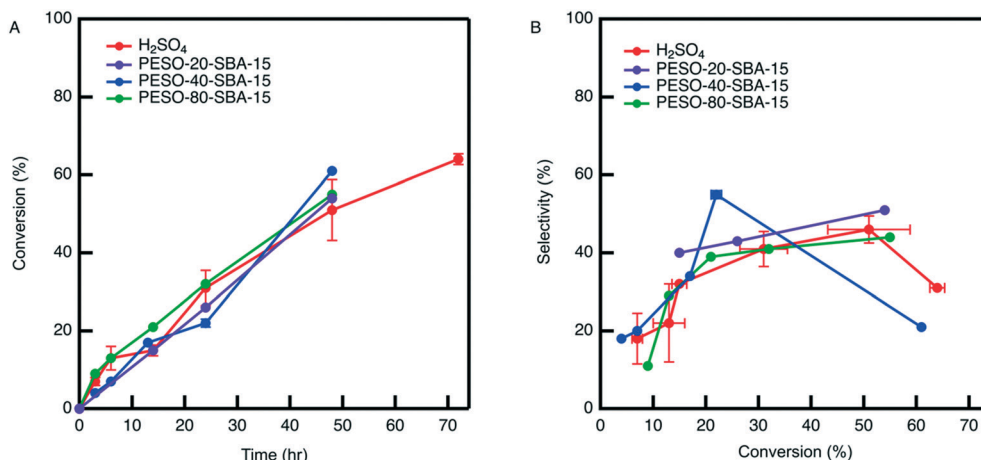 A
H₂SO₄
PESO-20-SBA-15
PESO-40-SBA-15
PESO-80-SBA-15
Conversion (%)
100
80
60
40
20
0
0 10 20 30 40 50 60 70
Time (hr)
B
H₂SO₄
PESO-20-SBA-15
PESO-40-SBA-15
PESO-80-SBA-15
Selectivity (%)
100
80
60
40
20
0
0 10 20 30 40 50 60 70
Conversion (%)